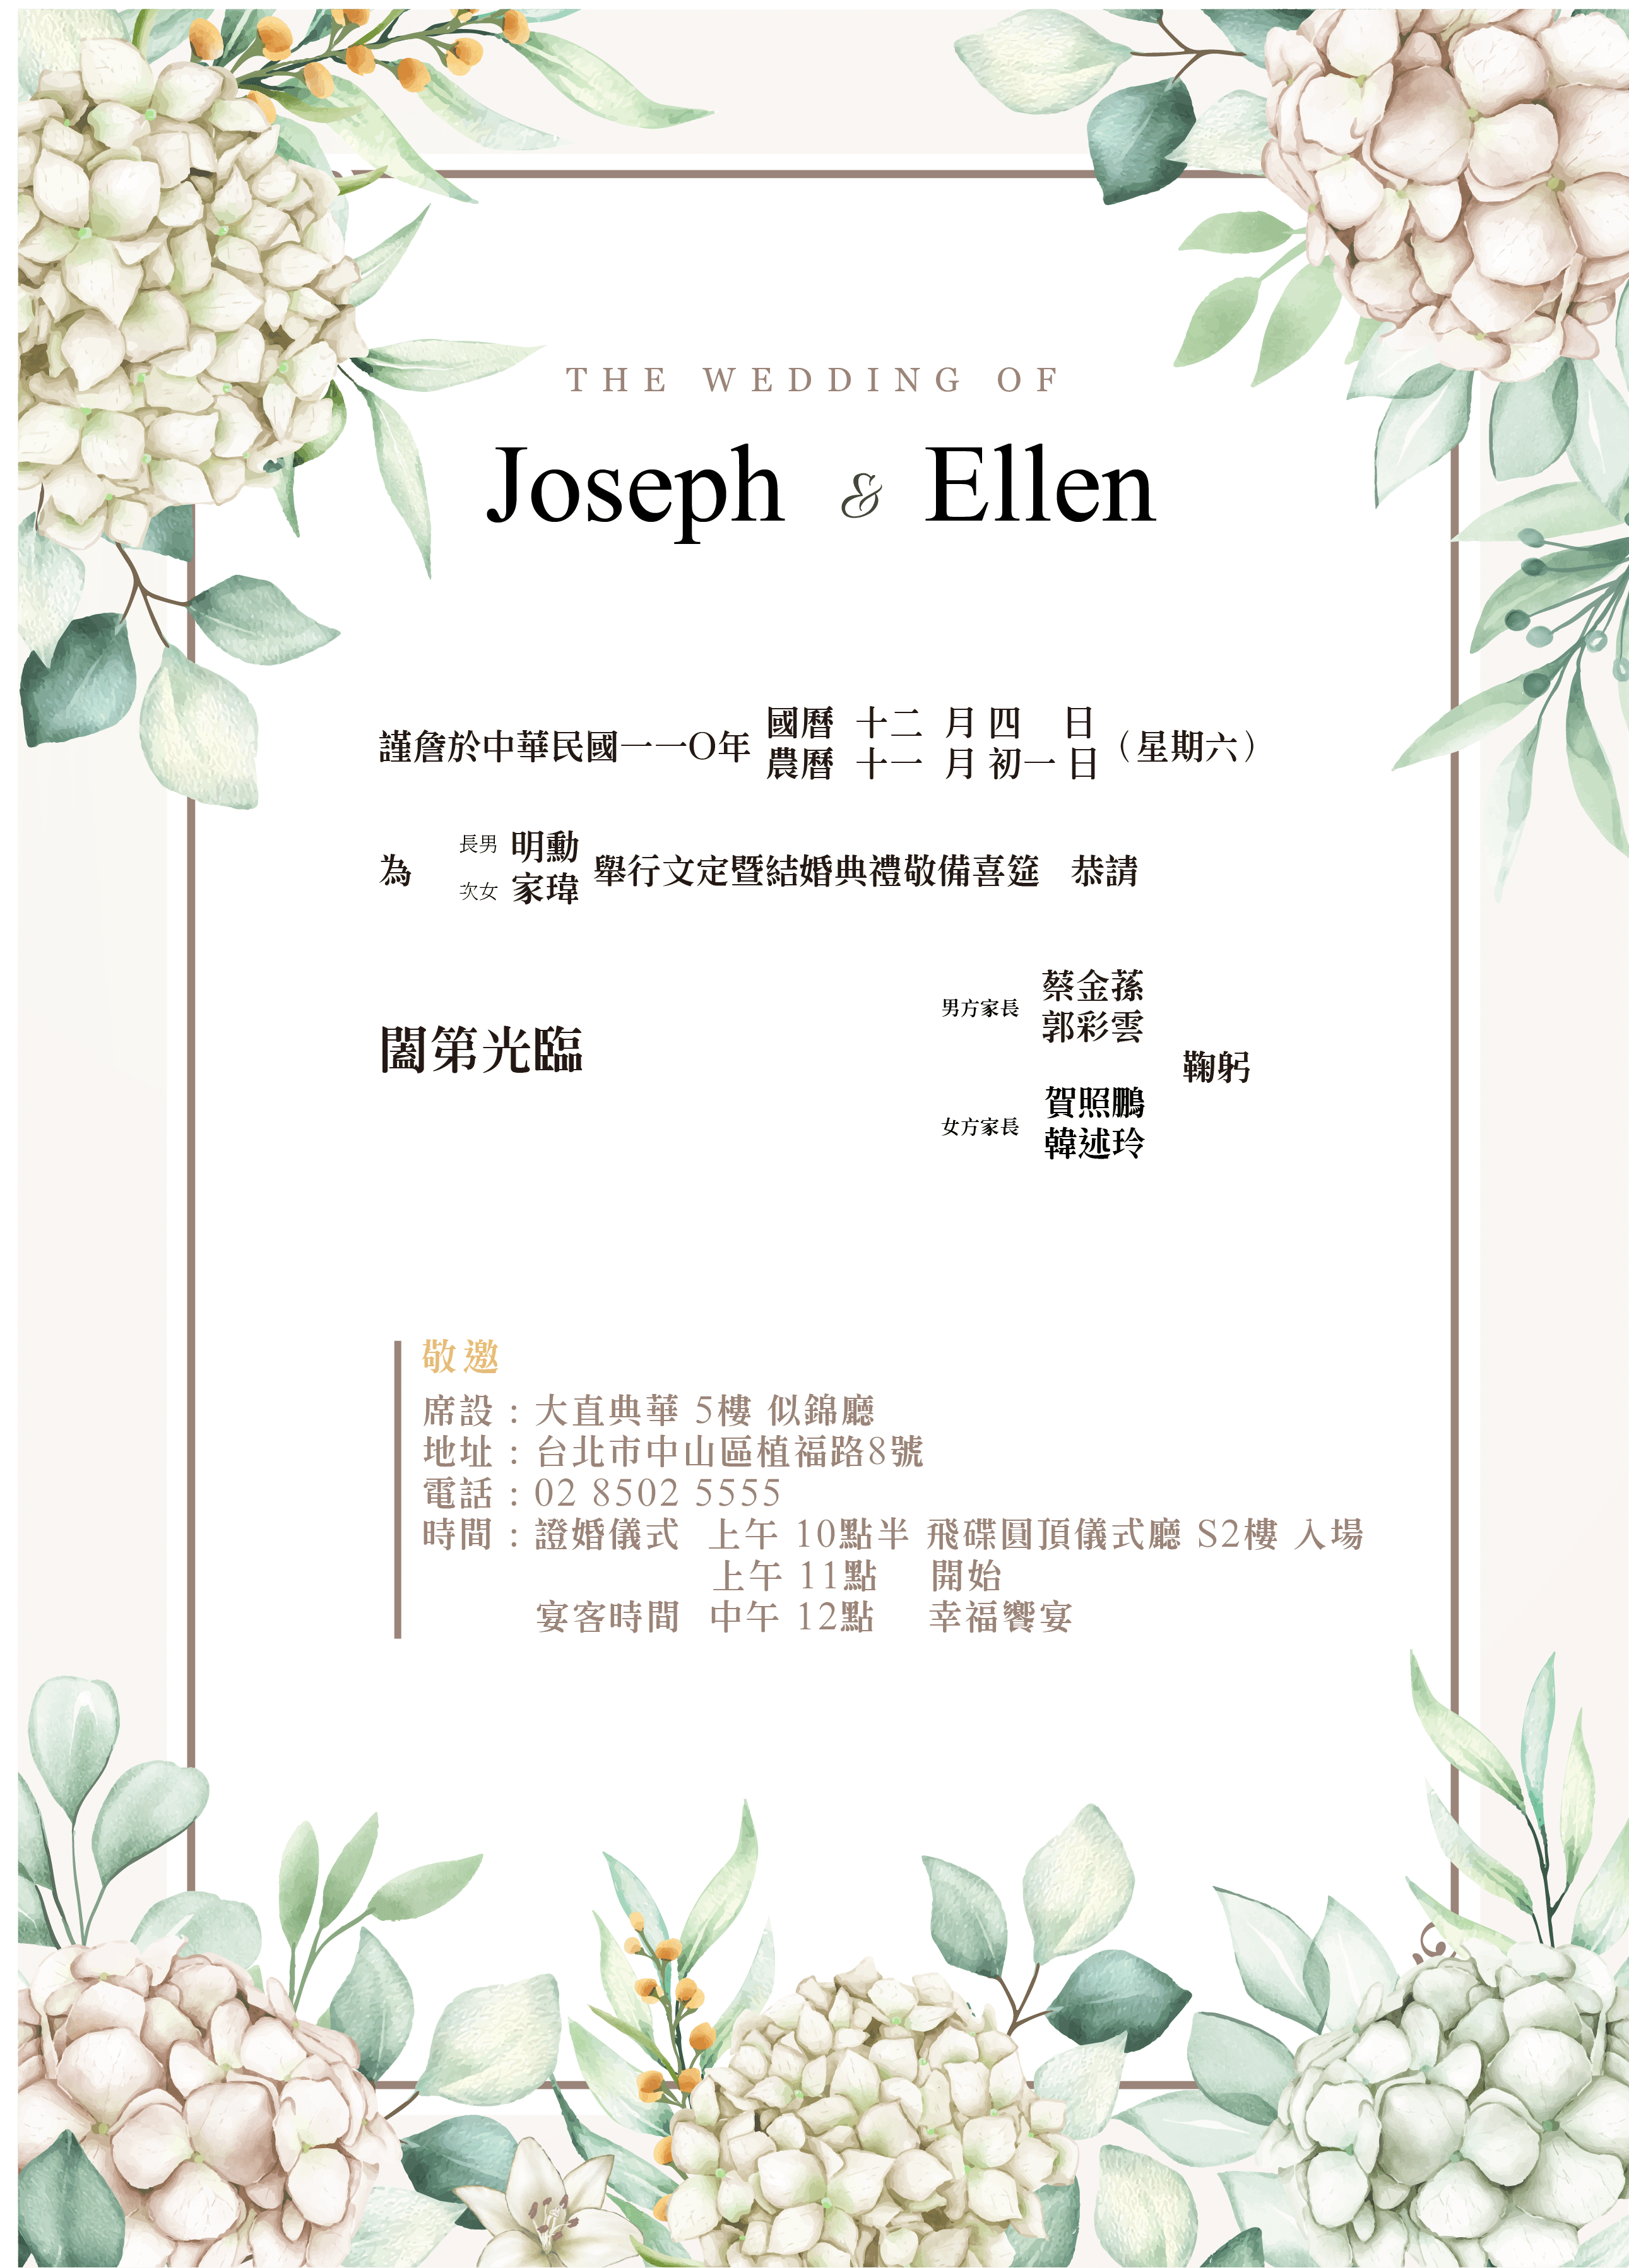 THE WEDDING OF
Joseph & Ellen
謹詹於中華民國一一O年 國曆 十二 月 四 日 （星期六）
農曆 十一 月 初一 日
為 長男 明勳 舉行文定暨結婚典禮敬備喜筵 恭請
次女 家瑋
闔第光臨
男方家長 蔡金蓀
郭彩雲
鞠躬
女方家長 賀照鵬
韓述玲
敬邀
席設：大直典華 5樓 似錦廳
地址：台北市中山區植福路8號
電話：02 8502 5555
時間：證婚儀式 上午 10點半 飛碟圓頂儀式廳 S2樓 入場
上午 11點 開始
宴客時間 中午 12點 幸福饗宴